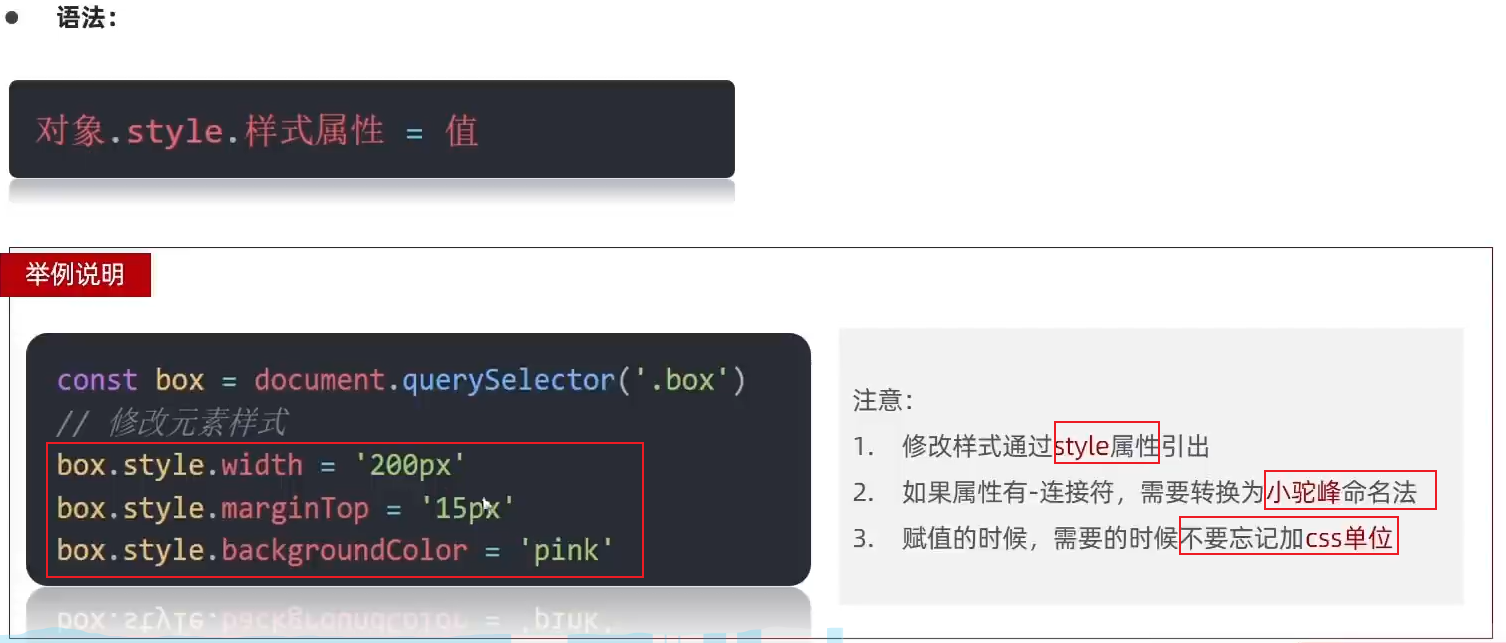 ● 语法：
对象.style.样式属性 = 值
举例说明
const box = document.querySelector('.box')
// 修改元素样式
box.style.width = '200px'
box.style.marginTop = '15px'
box.style.backgroundColor = 'pink'
注意：
1. 修改样式通过style属性引出
2. 如果属性有-连接符，需要转换为小驼峰命名法
3. 赋值的时候，需要的时候不要忘记加css单位